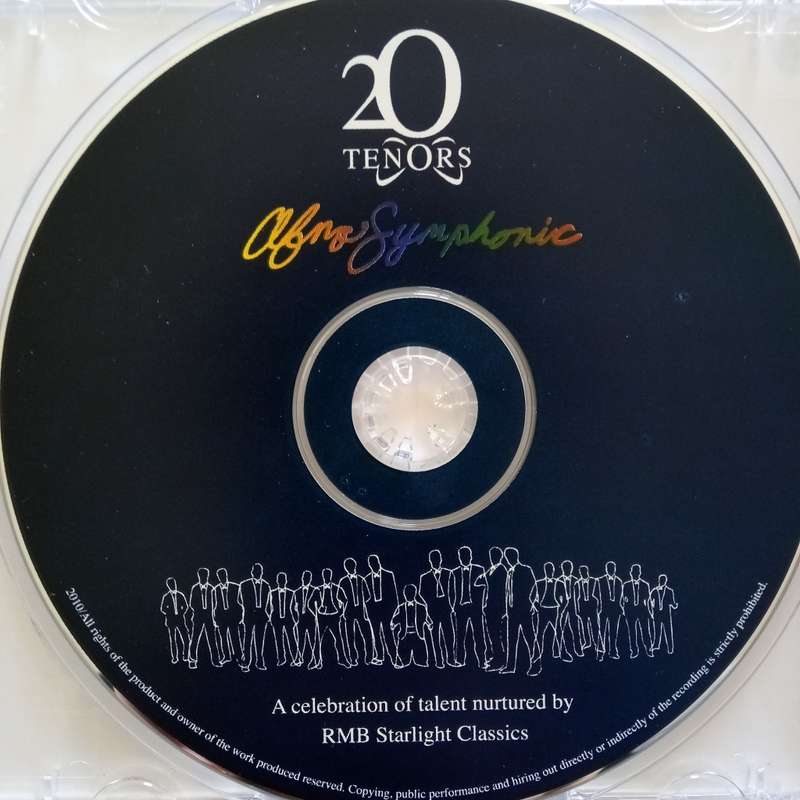 20
TENORS
Afro'Symphonic
A celebration of talent nurtured by
RMB Starlight Classics
2010/All rights of the product and owner of the work produced reserved. Copying, public performance and hiring out directly or indirectly of the recording is strictly prohibited.